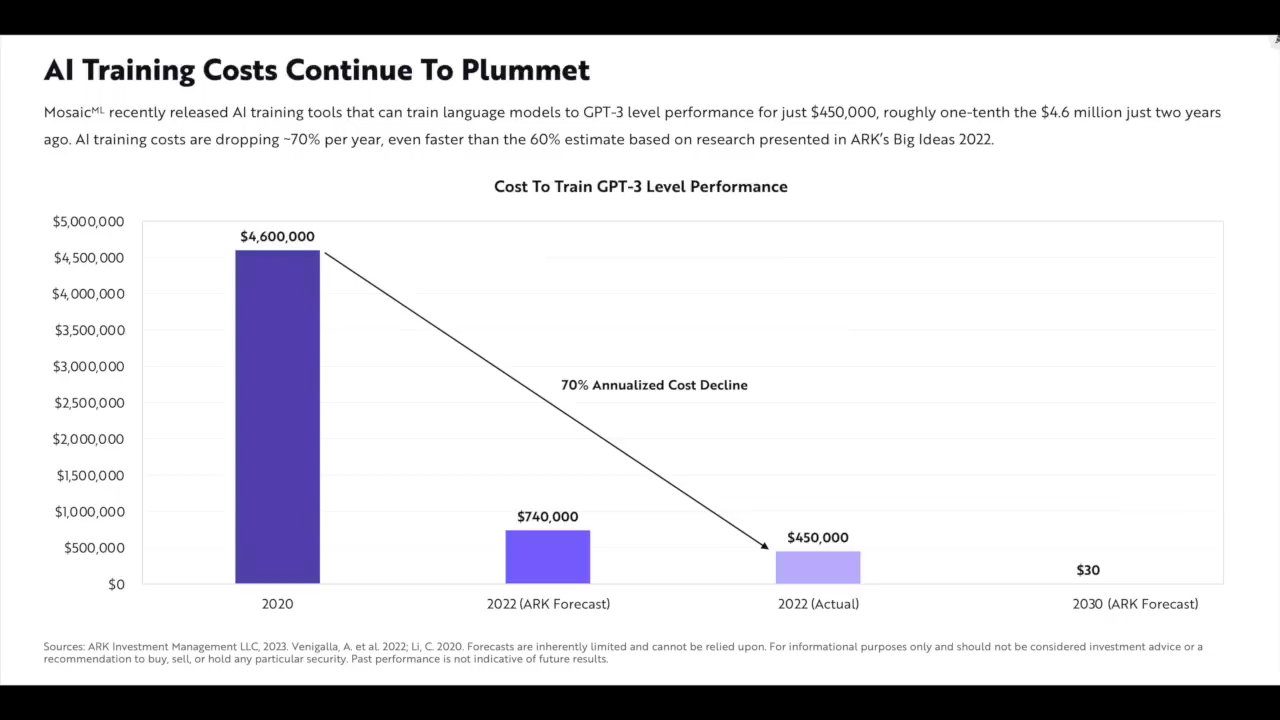 AI Training Costs Continue To Plummet
Mosaicᴹᴸ recently released AI training tools that can train language models to GPT-3 level performance for just $450,000, roughly one-tenth the $4.6 million just two years
ago. AI training costs are dropping ~70% per year, even faster than the 60% estimate based on research presented in ARK's Big Ideas 2022.
Cost To Train GPT-3 Level Performance
$5,000,000
$4,500,000
$4,000,000
$3,500,000
$3,000,000
$2,500,000
$2,000,000
$1,500,000
$1,000,000
$500,000
$0
$4,600,000
70% Annualized Cost Decline
$740,000
$450,000
$30
2020
2022 (ARK Forecast)
2022 (Actual)
2030 (ARK Forecast)
Sources: ARK Investment Management LLC, 2023. Venigalla, A. et al. 2022; Li, C. 2020. Forecasts are inherently limited and cannot be relied upon. For informational purposes only and should not be considered investment advice or a
recommendation to buy, sell, or hold any particular security. Past performance is not indicative of future results.